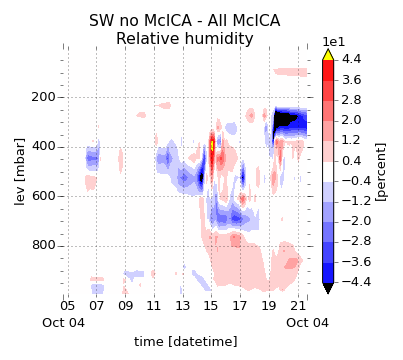 SW no McICA - All McICA
Relative humidity
1e1
4.4
3.6
2.8
2.0
1.2
0.4
−0.4
−1.2
−2.0
−2.8
−3.6
−4.4
[percent]
lev [mbar]
200
400
600
800
05 07 09 11 13 15 17 19 21
Oct 04 Oct 04
time [datetime]